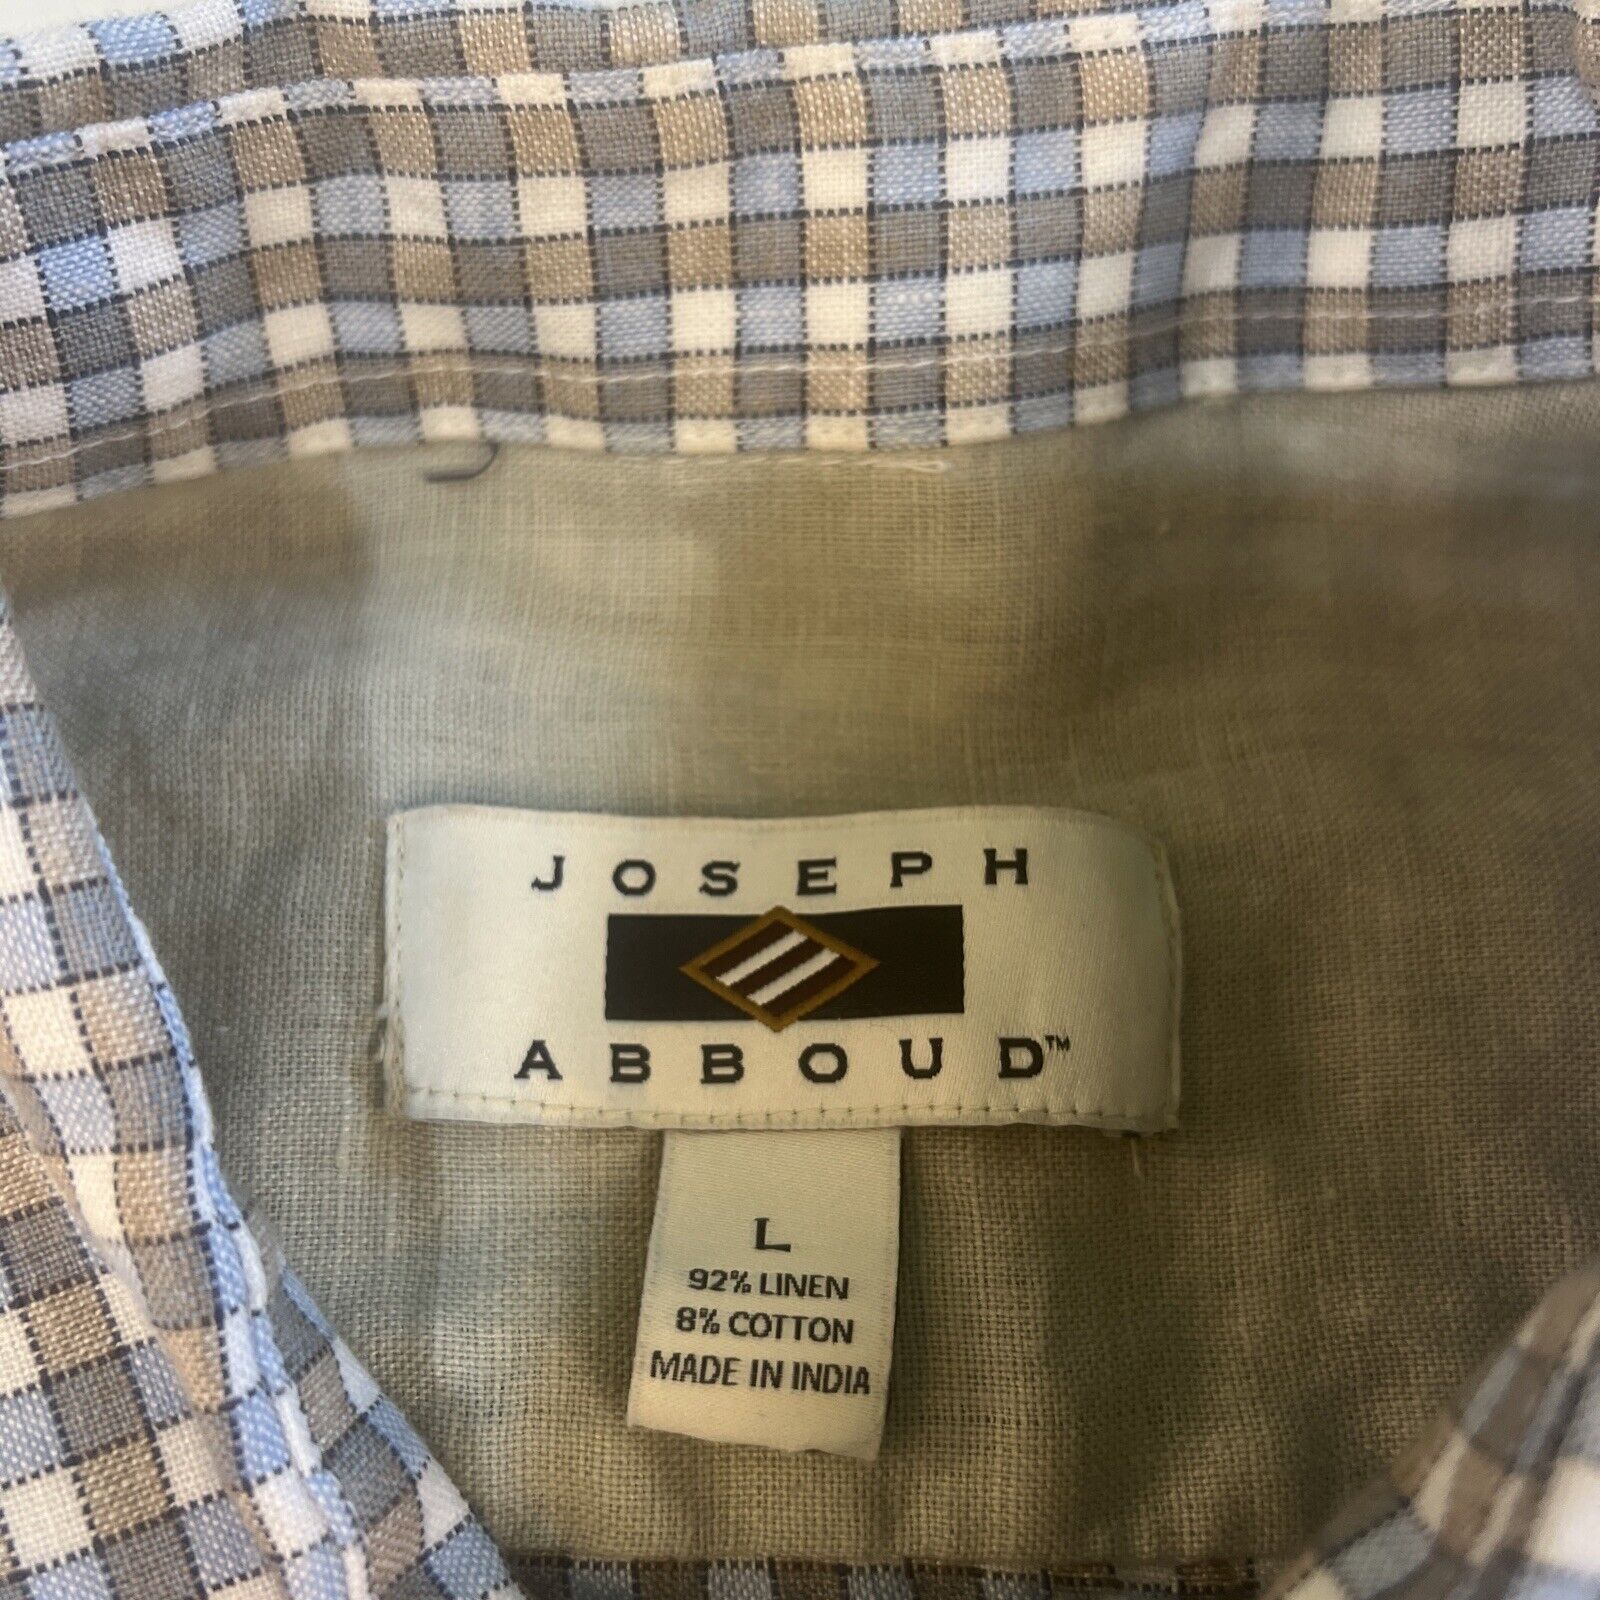 JOSEPH
ABBOUD™
L
92% LINEN
8% COTTON
MADE IN INDIA